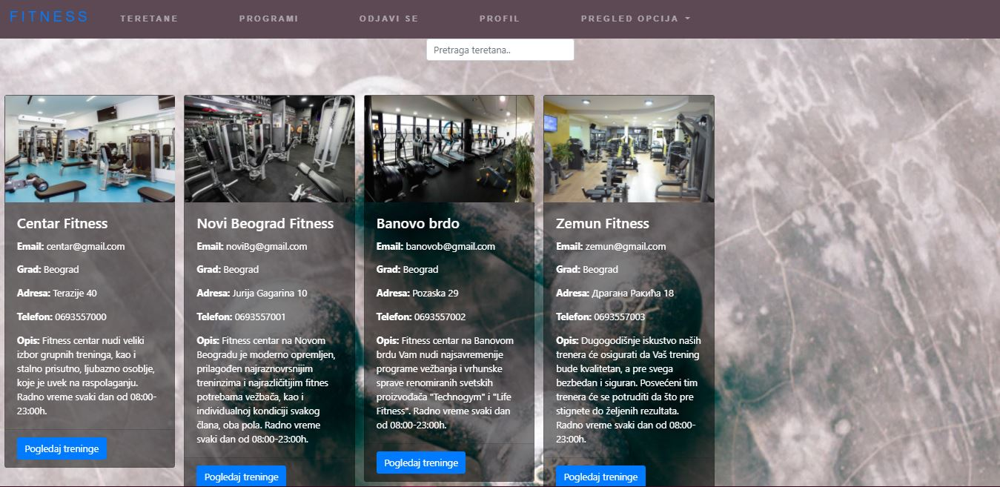 FITNESS
TERETANE
PROGRAMI
ODJAVI SE
PROFIL
PREGLED OPCIJA
Pretraga teretana..
Centar Fitness
Email: centar@gmail.com
Grad: Beograd
Adresa: Terazije 40
Telefon: 0693557000
Opis: Fitness centar nudi veliki
izbor grupnih treninga, kao i
stalno prisutno, ljubazno osoblje,
koje je uvek na raspolaganju.
Radno vreme svaki dan od 08:00-
23:00h.
Pogledaj treninge
Novi Beograd Fitness
Email: noviBg@gmail.com
Grad: Beograd
Adresa: Jurija Gagarina 10
Telefon: 0693557001
Opis: Fitness centar na Novom
Beogradu je moderno opremljen,
prilagođen najraznovrsnijim
treninzima i najrazličitijim fitnes
potrebama vežbača, kao i
individualnoj kondiciji svakog
člana, oba pola. Radno vreme
svaki dan od 08:00-23:00h.
Pogledaj treninge
Banovo brdo
Email: banovob@gmail.com
Grad: Beograd
Adresa: Pozaska 29
Telefon: 0693557002
Opis: Fitness centar na Banovom
brdu Vam nudi najsavremenije
programe vežbanja i vrhunske
sprave renomiranih svetskih
proizvođača "Technogym" i "Life
Fitness". Radno vreme svaki dan
od 08:00-23:00h.
Pogledaj treninge
Zemun Fitness
Email: zemun@gmail.com
Grad: Beograd
Adresa: Драгана Ракића 18
Telefon: 0693557003
Opis: Dugogodišnje iskustvo naših
trenera će osigurati da Vaš trening
bude kvalitetan, a pre svega
bezbedan i siguran. Posvećeni tim
trenera će se potruditi da što pre
stignete do željenih rezultata.
Radno vreme svaki dan od 08:00-
23:00h.
Pogledaj treninge